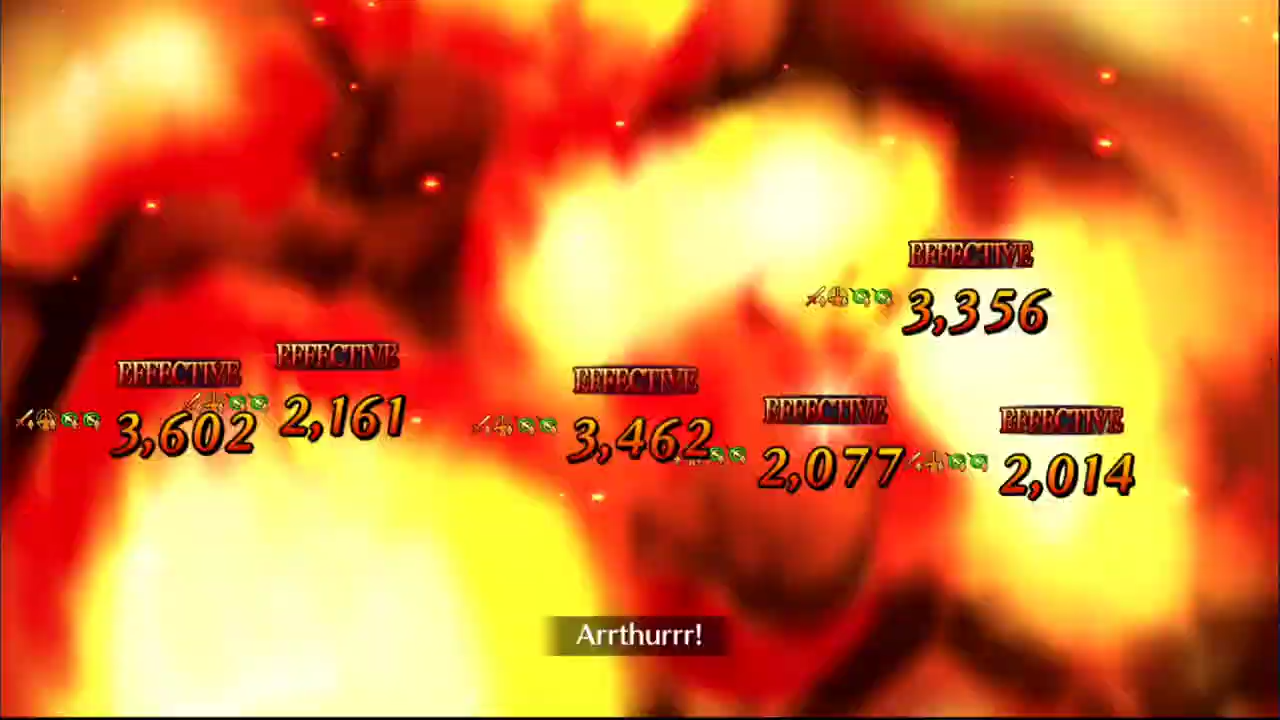 EFFECTIVE
3,356
EFFECTIVE
2,161
EFFECTIVE
3,602
EFFECTIVE
3,462
EFFECTIVE
2,077
EFFECTIVE
2,014
Arrthurrr!